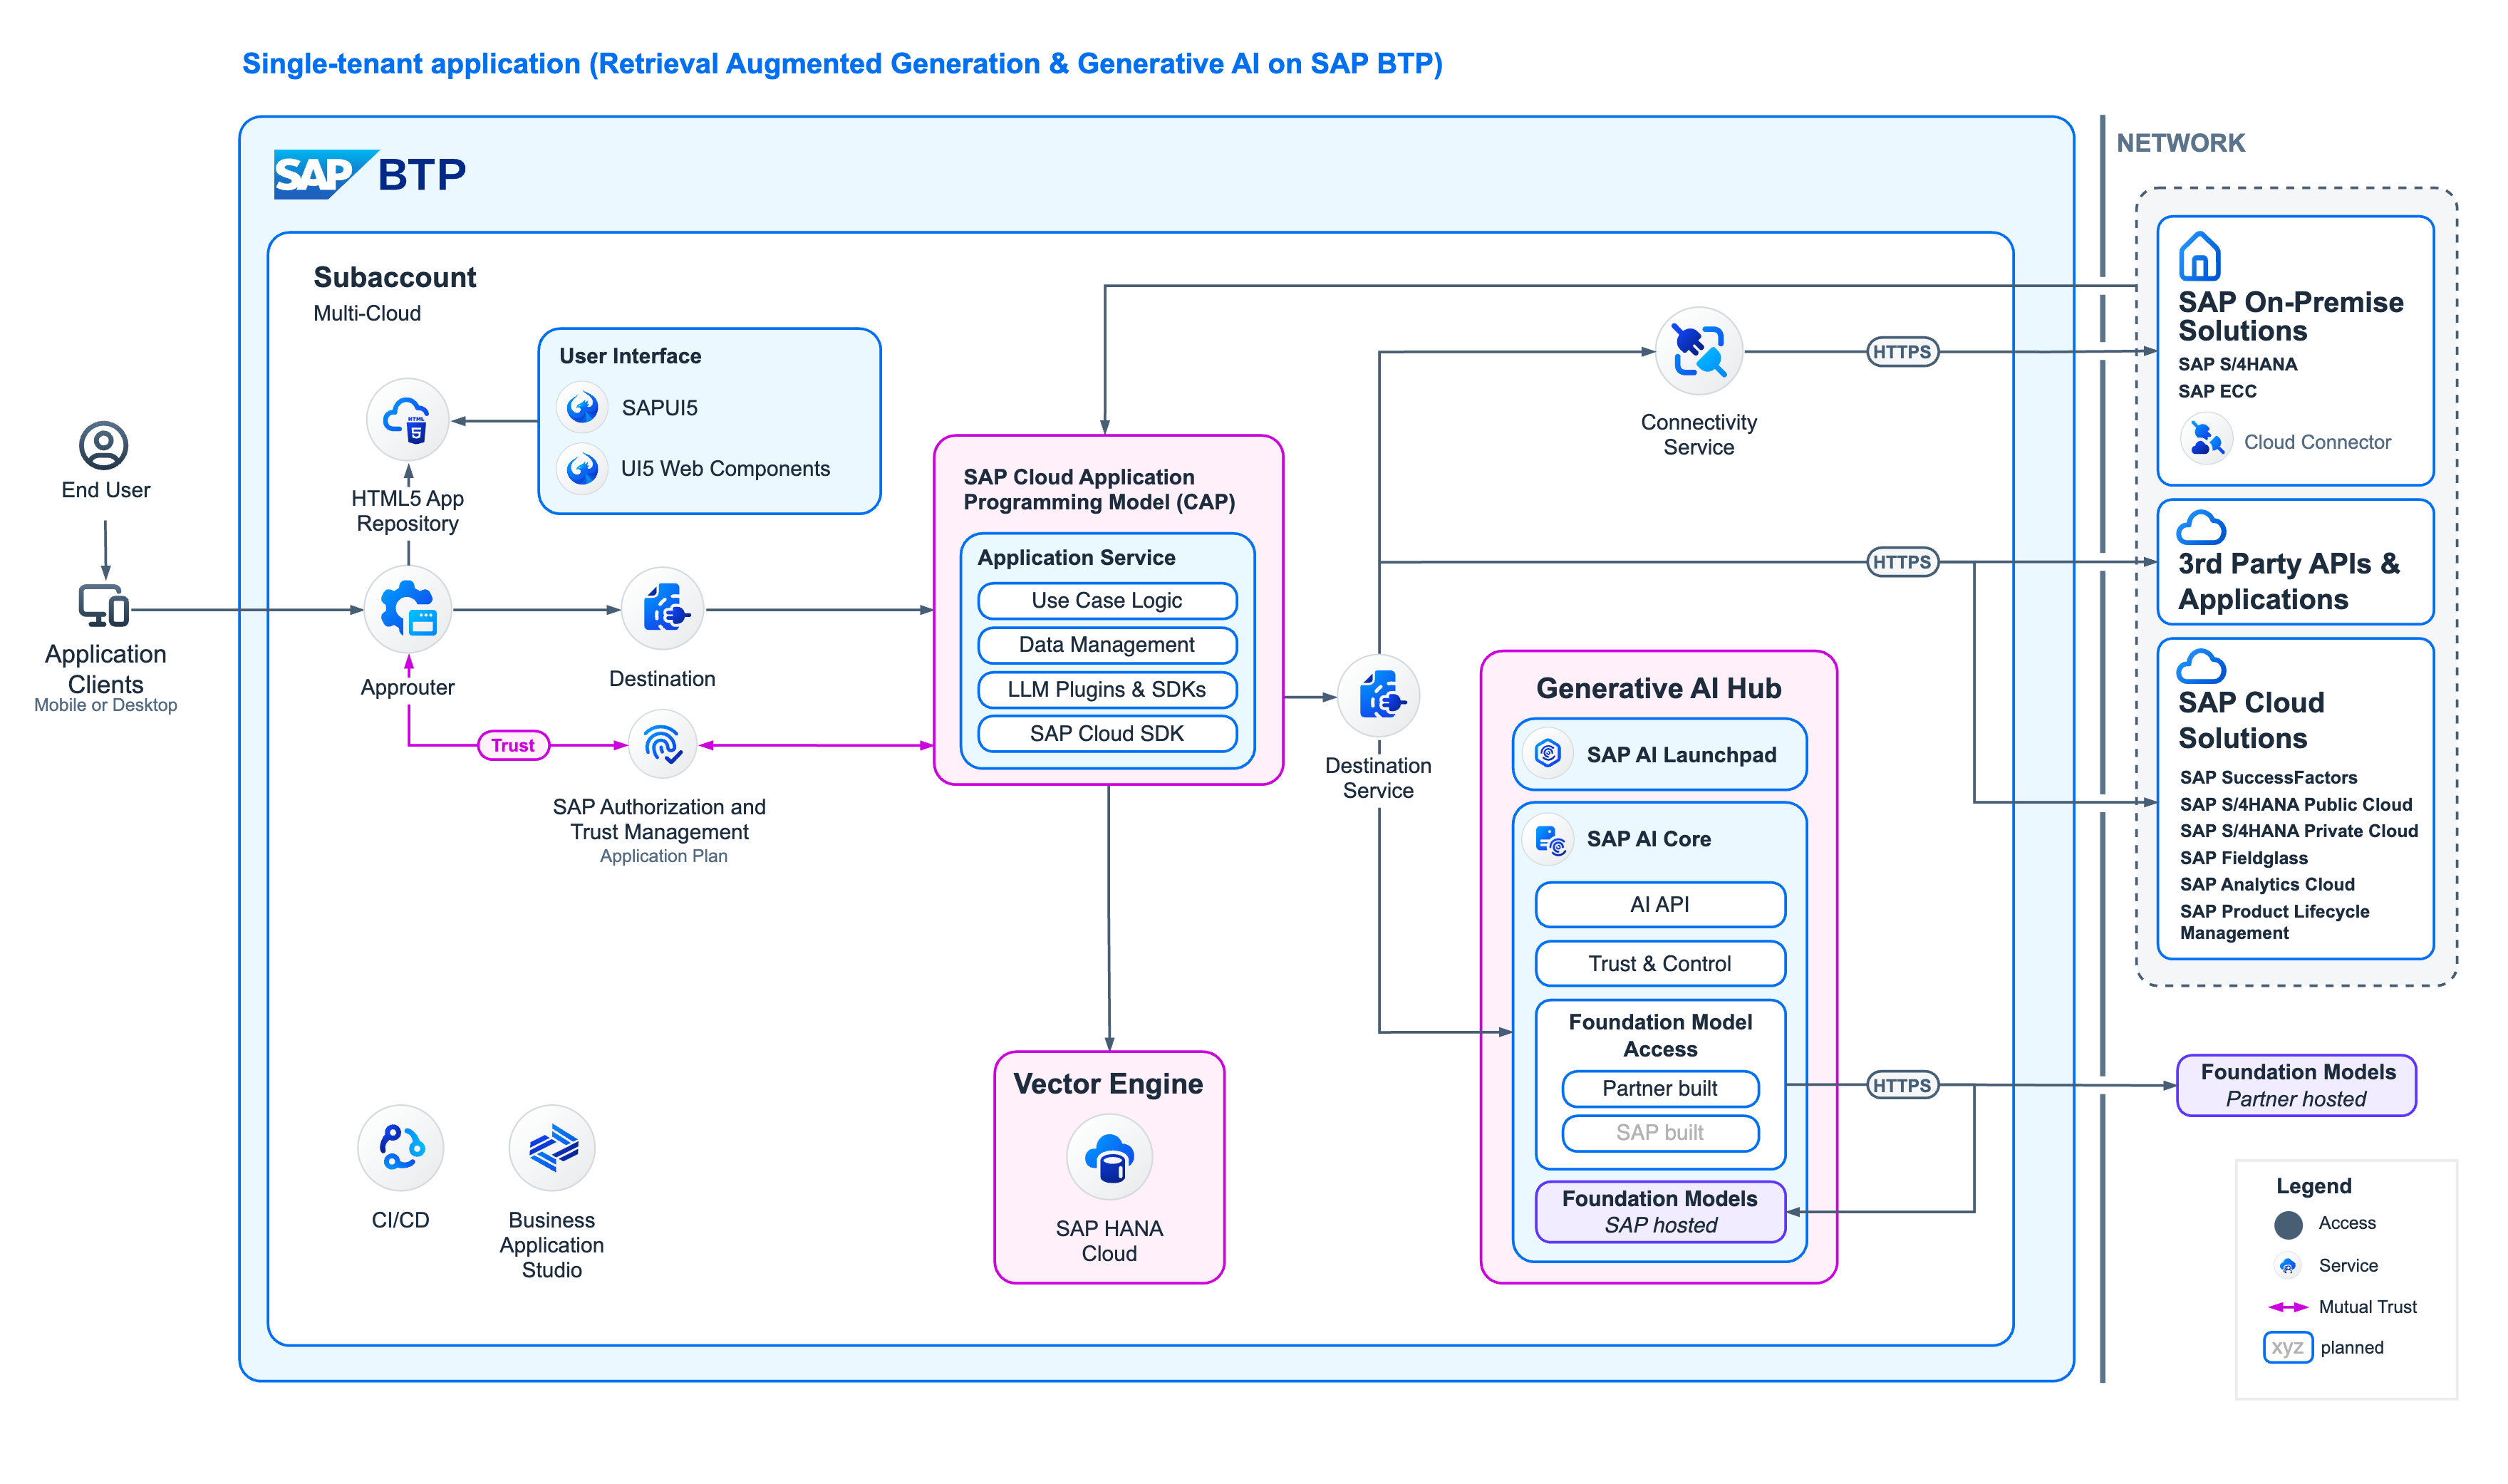 Single-tenant application (Retrieval Augmented Generation & Generative AI on SAP BTP)
SAP BTP
NETWORK
Subaccount
Multi-Cloud
User Interface
SAPUI5
UI5 Web Components
HTML
5
HTML5 App
Repository
End User
Application
Clients
Mobile or Desktop
Approuter
Destination
Trust
SAP Authorization and
Trust Management
Application Plan
SAP Cloud Application
Programming Model (CAP)
Application Service
Use Case Logic
Data Management
LLM Plugins & SDKs
SAP Cloud SDK
Connectivity
Service
HTTPS
HTTPS
Destination
Service
Generative AI Hub
SAP AI Launchpad
SAP AI Core
AI API
Trust & Control
Foundation Model
Access
Partner built
SAP built
Foundation Models
SAP hosted
HTTPS
Vector Engine
SAP HANA
Cloud
CI/CD
Business
Application
Studio
SAP On-Premise
Solutions
SAP S/4HANA
SAP ECC
Cloud Connector
3rd Party APIs &
Applications
SAP Cloud
Solutions
SAP SuccessFactors
SAP S/4HANA Public Cloud
SAP S/4HANA Private Cloud
SAP Fieldglass
SAP Analytics Cloud
SAP Product Lifecycle
Management
Foundation Models
Partner hosted
Legend
Access
Service
Mutual Trust
xyz planned